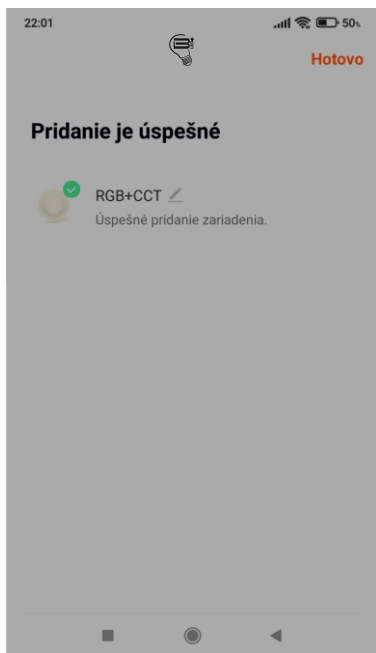 22:01
50%
Hotovo
Pridanie je úspešné
RGB+CCT
Úspešné pridanie zariadenia.